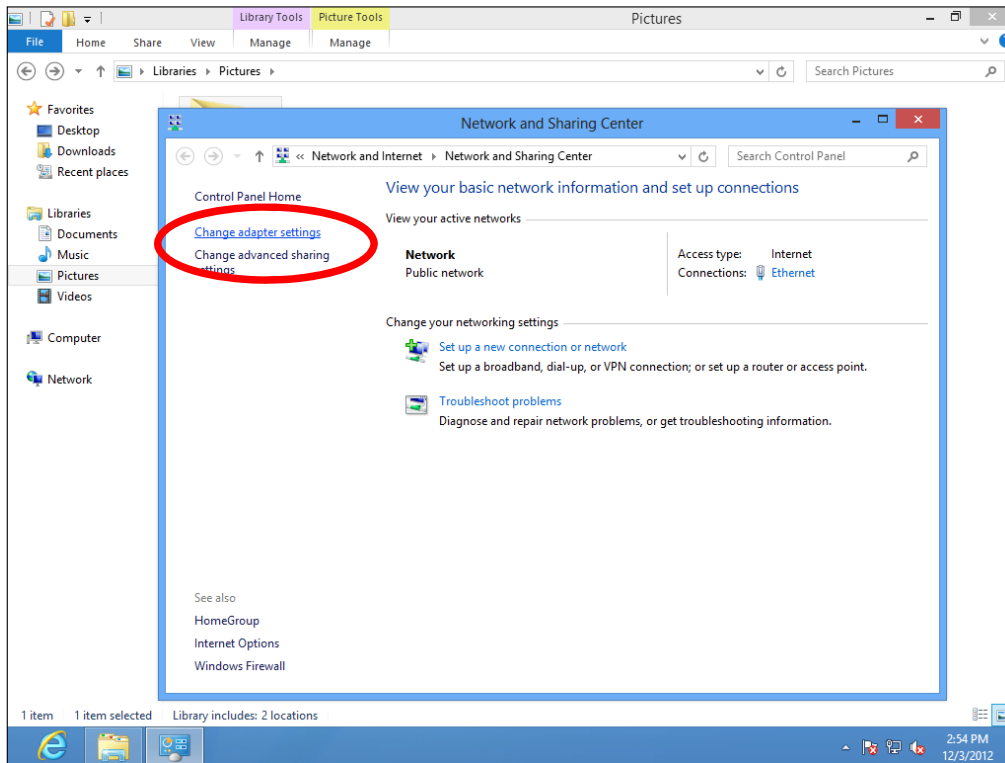 Library Tools Picture Tools Pictures
File Home Share View Manage Manage
Libraries Pictures Search Pictures
Favorites
Desktop
Downloads
Recent places
Libraries
Documents
Music
Pictures
Videos
Computer
Network
Network and Sharing Center
« Network and Internet Network and Sharing Center Search Control Panel
Control Panel Home
Change adapter settings
Change advanced sharing
settings
See also
HomeGroup
Internet Options
Windows Firewall
View your basic network information and set up connections
View your active networks
Network
Public network
Access type: Internet
Connections: Ethernet
Change your networking settings
Set up a new connection or network
Set up a broadband, dial-up, or VPN connection; or set up a router or access point.
Troubleshoot problems
Diagnose and repair network problems, or get troubleshooting information.
1 item 1 item selected Library includes: 2 locations
2:54 PM
12/3/2012